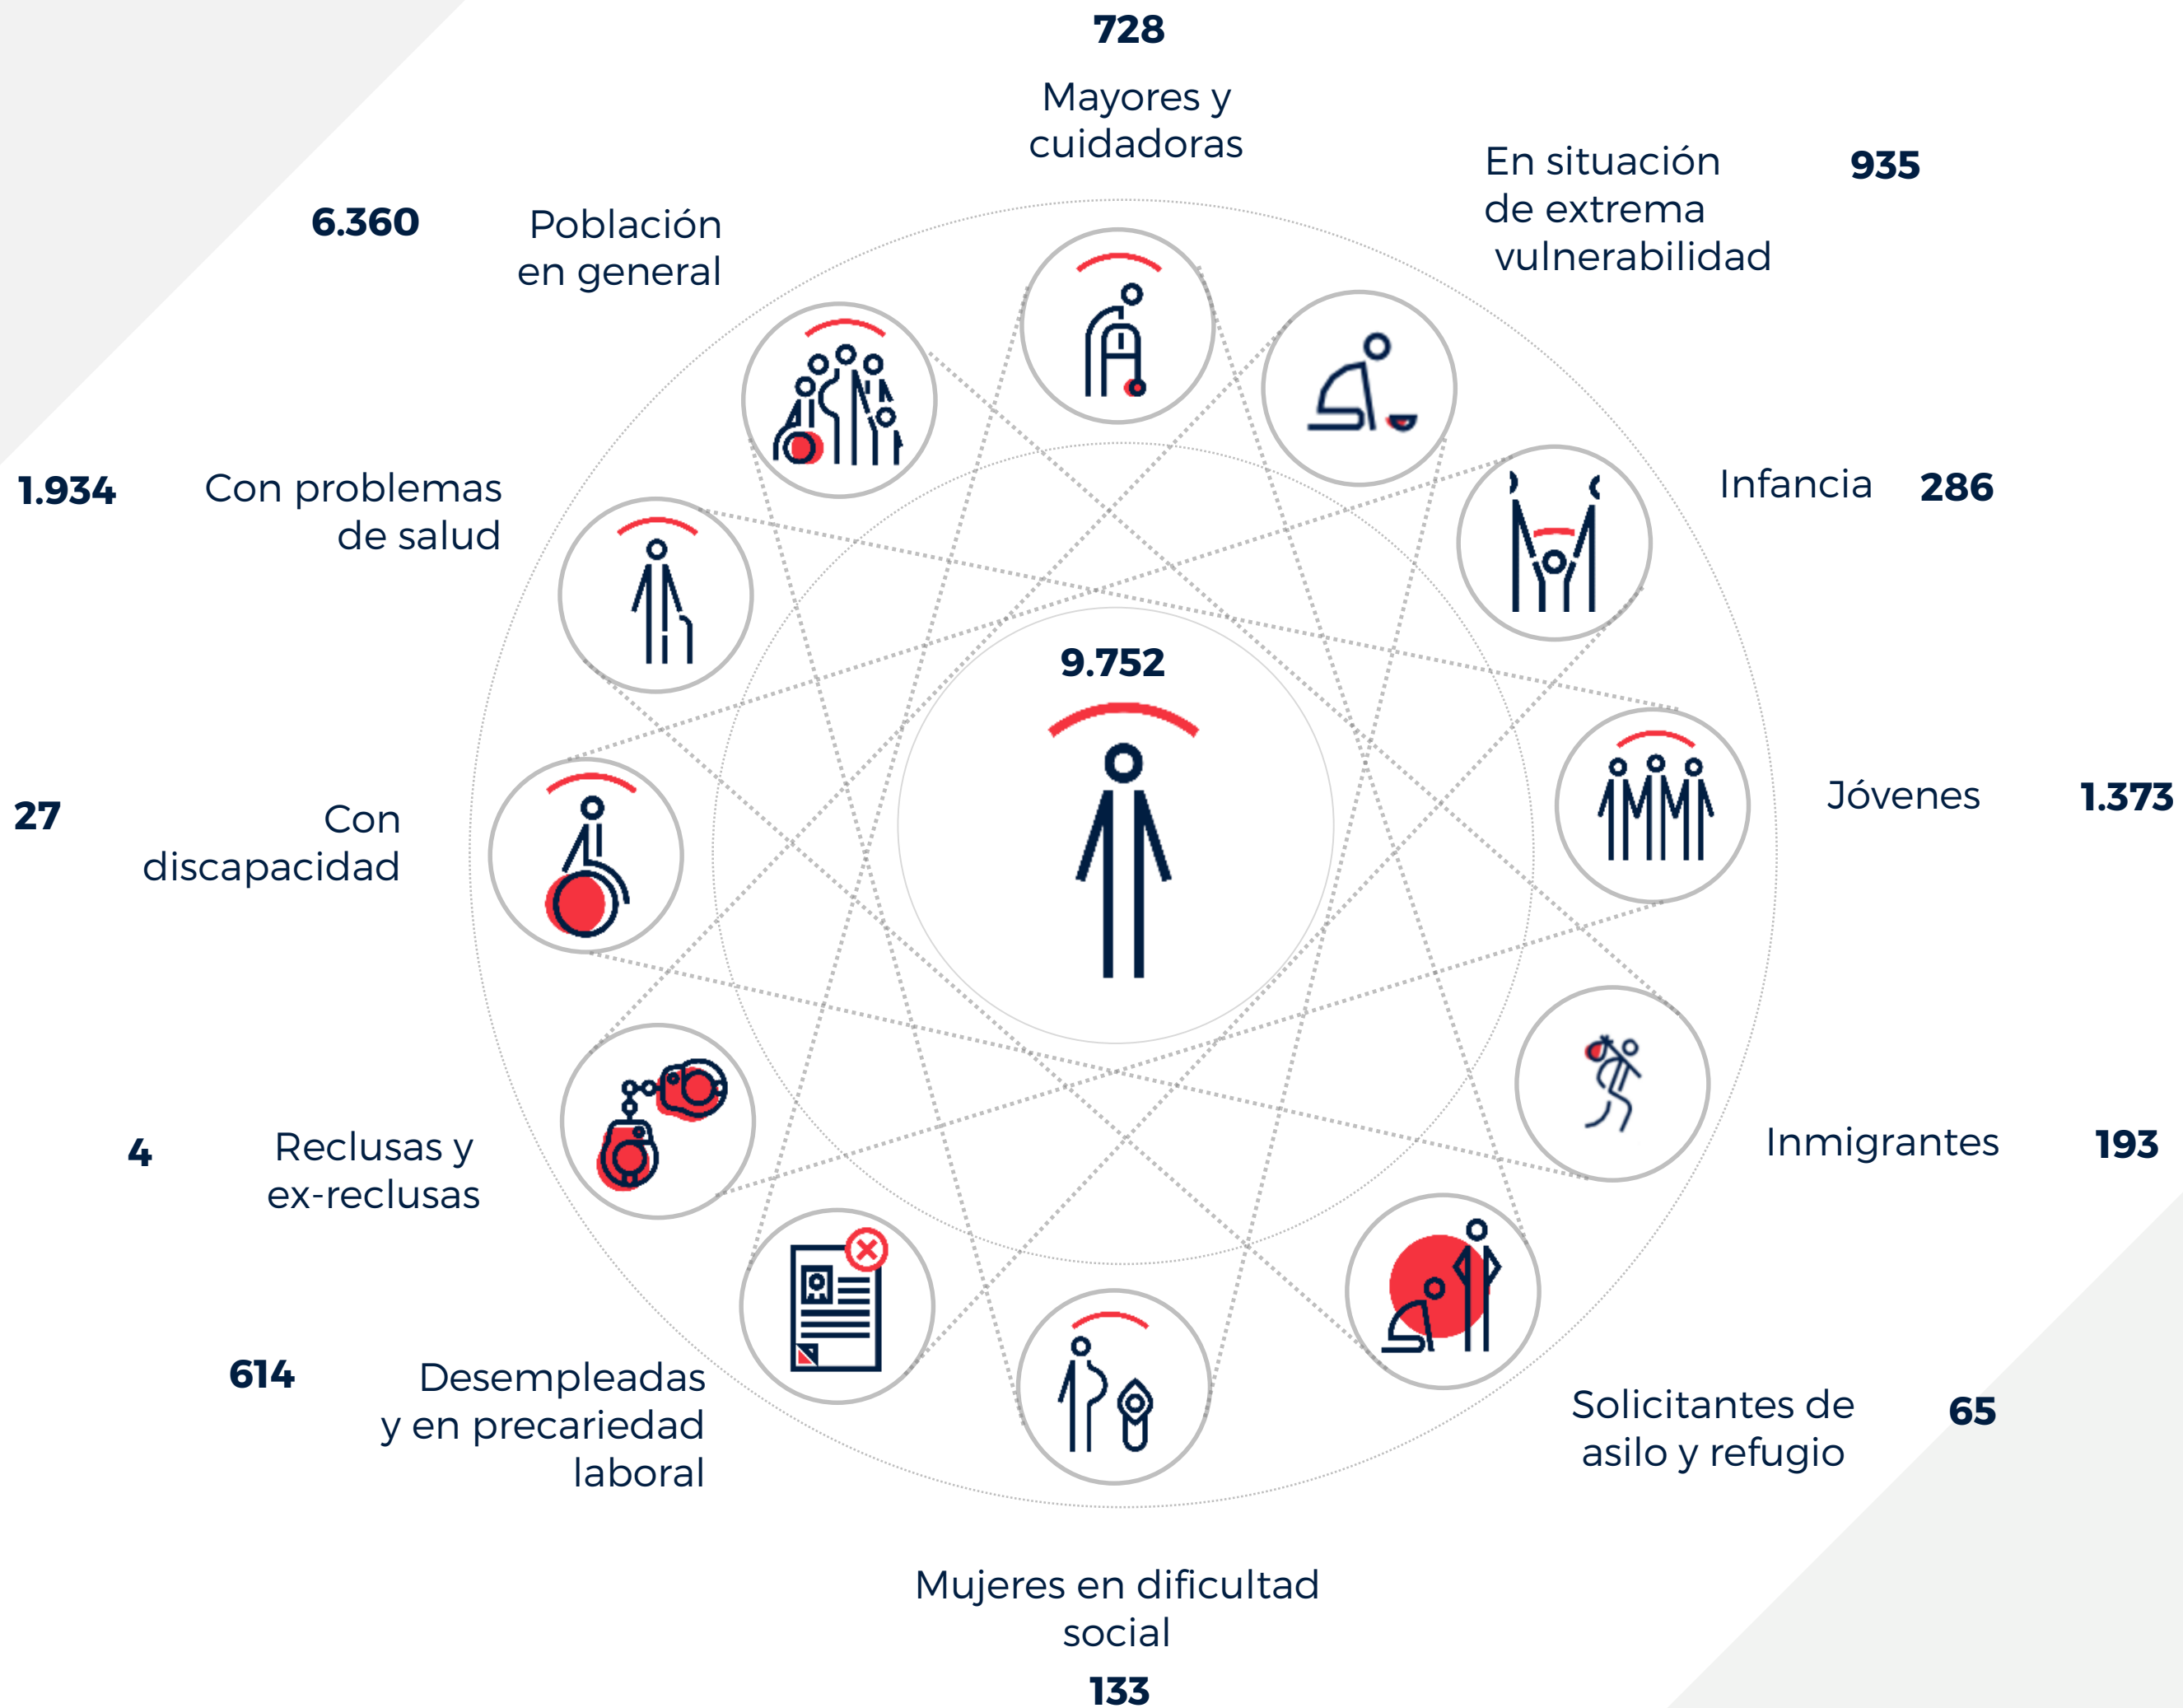 728
Mayores y
cuidadoras
En situación
de extrema
vulnerabilidad
935
Infancia
286
Jóvenes
1.373
Inmigrantes
193
Solicitantes de
asilo y refugio
65
Mujeres en dificultad
social
133
614
Desempleadas
y en precariedad
laboral
4
Reclusas y
ex-reclusas
27
Con
discapacidad
1.934
Con problemas
de salud
6.360
Población
en general
9.752